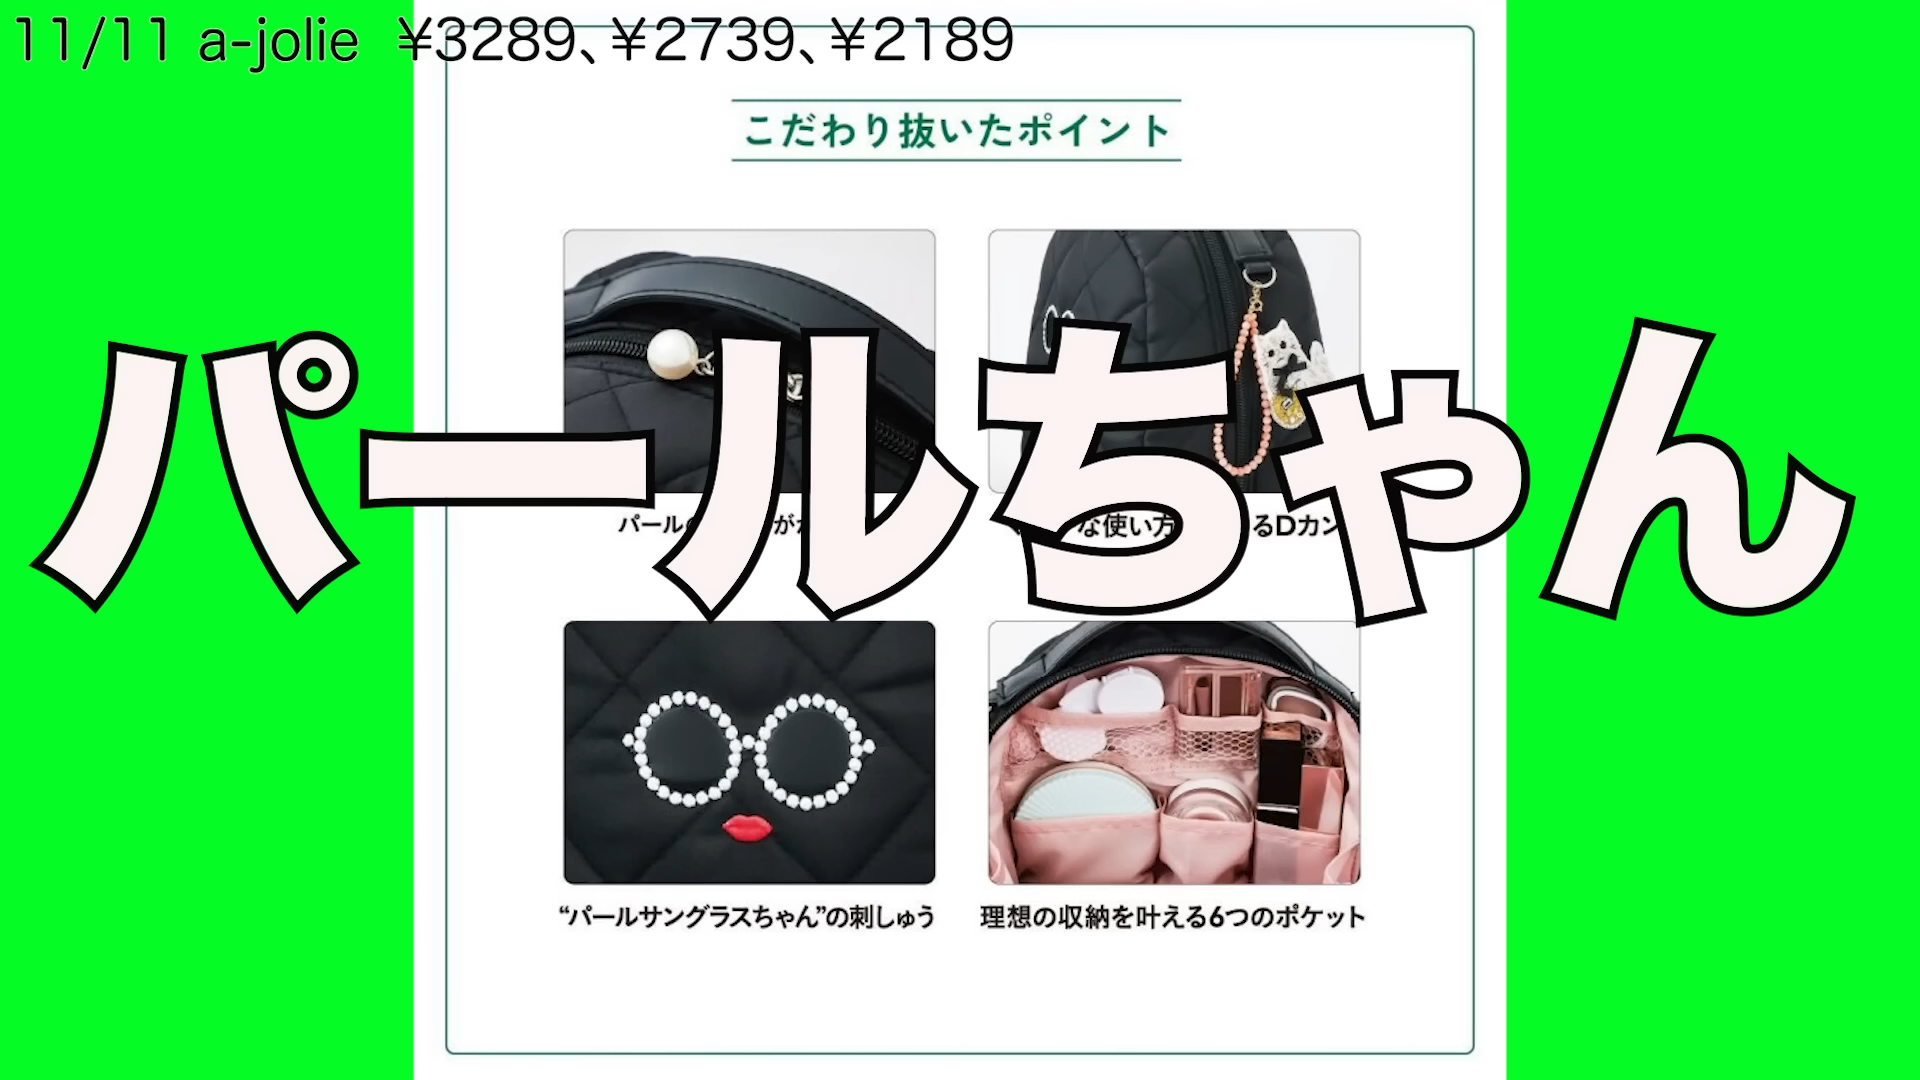 11/11 a-jolie ¥3289、¥2739、¥2189
こだわり抜いたポイント
パールちゃん
パール
な使い方 るDカン
“パールサングラスちゃん”の刺しゅう
理想の収納を叶える6つのポケット